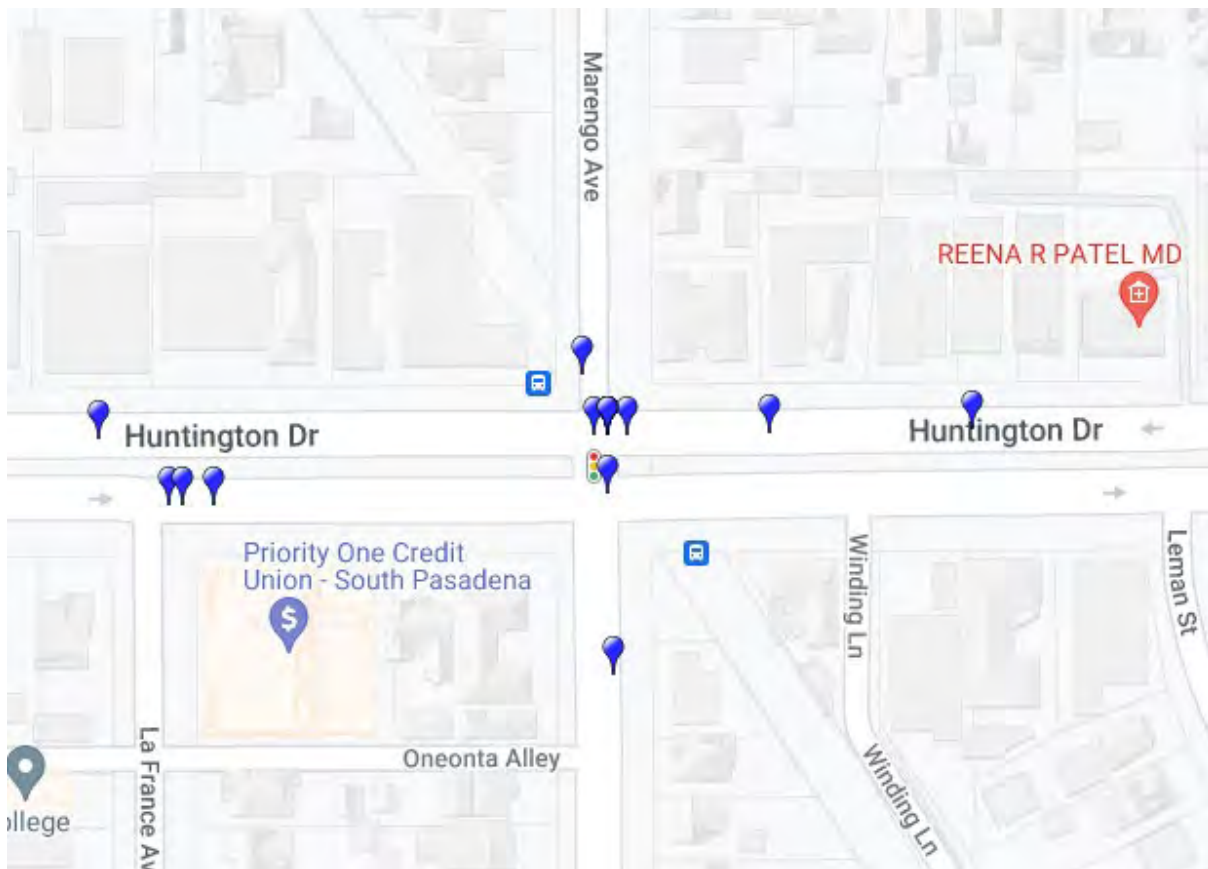 Marengo Ave
REENA R PATEL MD
Huntington Dr
Huntington Dr
Priority One Credit
Union - South Pasadena
$
Winding Ln
Leman St
La France Av
Oneonta Alley
Winding Ln
ollege